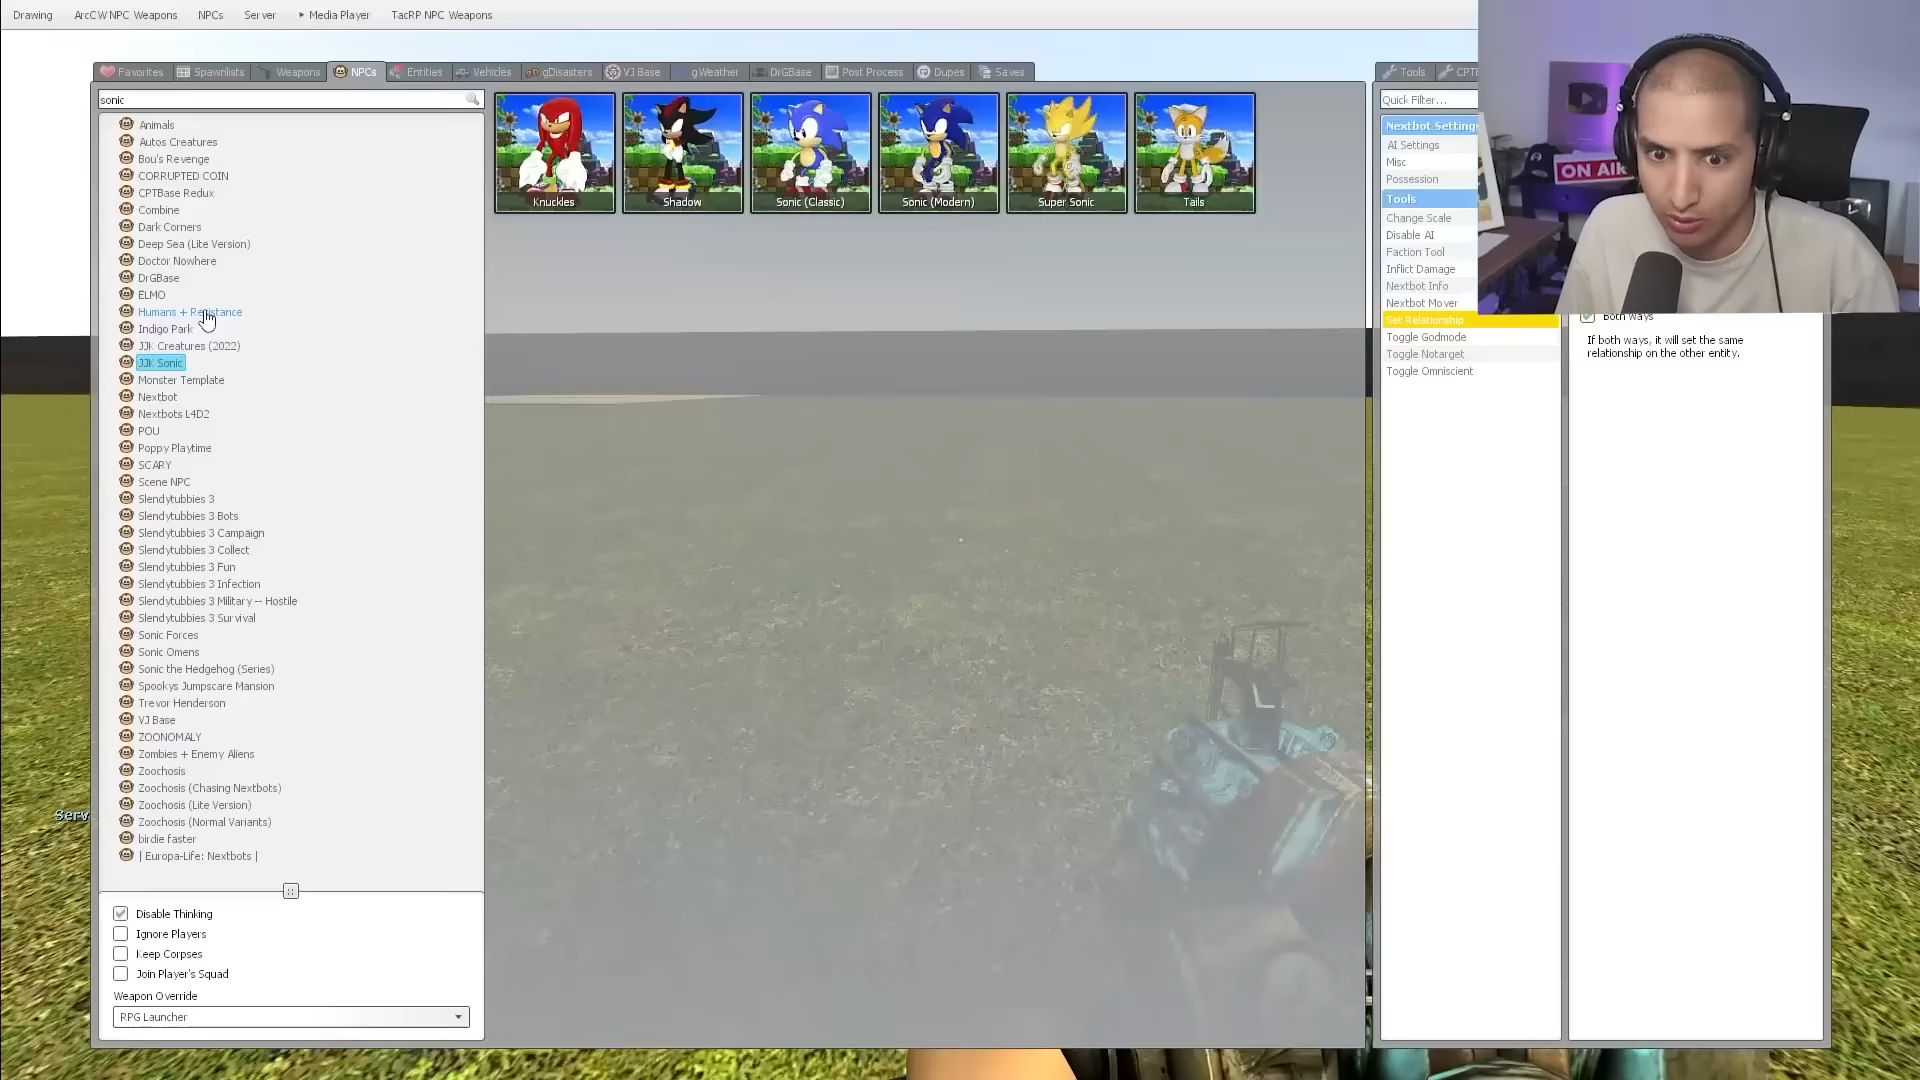 Drawing ArcCW NPC Weapons NPCs Server ▸ Media Player TacRP NPC Weapons
Favorites Spawnlists Weapons NPCs Entities Vehicles gDisasters VJ Base gWeather DrGBase Post Process Dupes Saves
sonic
Animals
Autos Creatures
Bou's Revenge
CORRUPTED COIN
CPTBase Redux
Combine
Dark Corners
Deep Sea (Lite Version)
Doctor Nowhere
DrGBase
ELMO
Humans + Resistance
Indigo Park
JJK Creatures (2022)
JJK Sonic
Monster Template
Nextbot
Nextbots L4D2
POU
Poppy Playtime
SCARY
Scene NPC
Slendytubbies 3
Slendytubbies 3 Bots
Slendytubbies 3 Campaign
Slendytubbies 3 Collect
Slendytubbies 3 Fun
Slendytubbies 3 Infection
Slendytubbies 3 Military -- Hostile
Slendytubbies 3 Survival
Sonic Forces
Sonic Omens
Sonic the Hedgehog (Series)
Spookys Jumpscare Mansion
Trevor Henderson
VJ Base
ZOONOMALY
Zombies + Enemy Aliens
Zoochosis
Zoochosis (Chasing Nextbots)
Zoochosis (Lite Version)
Zoochosis (Normal Variants)
birdie faster
| Europa-Life: Nextbots |
Disable Thinking
Ignore Players
Keep Corpses
Join Player's Squad
Weapon Override
RPG Launcher
Knuckles Shadow Sonic (Classic) Sonic (Modern) Super Sonic Tails
Tools
Quick Filter...
Nextbot Settings
AI Settings
Misc
Possession
Tools
Change Scale
Disable AI
Faction Tool
Inflict Damage
Nextbot Info
Nextbot Mover
Set Relationship
Toggle Godmode
Toggle Notarget
Toggle Omniscient
Both Ways
If both ways, it will set the same
relationship on the other entity.
Serv